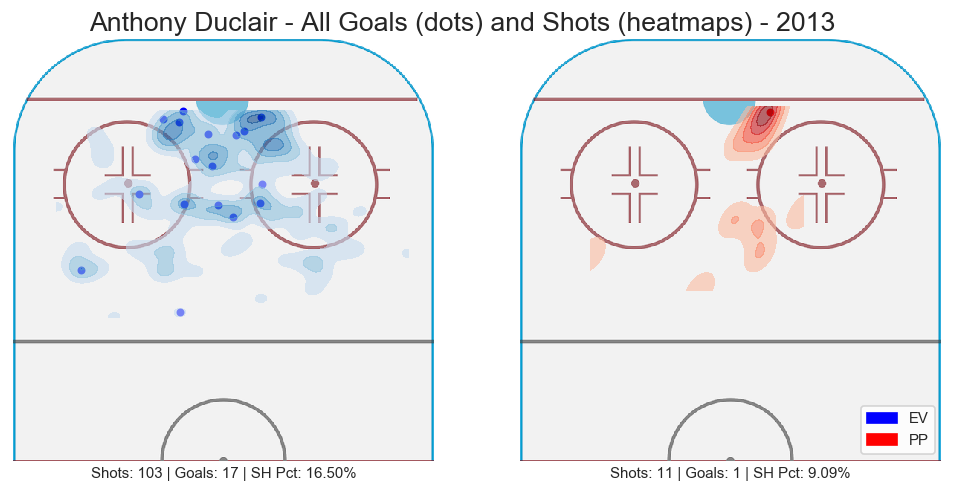 Anthony Duclair - All Goals (dots) and Shots (heatmaps) - 2013
EV
PP
Shots: 103 | Goals: 17 | SH Pct: 16.50%
Shots: 11 | Goals: 1 | SH Pct: 9.09%